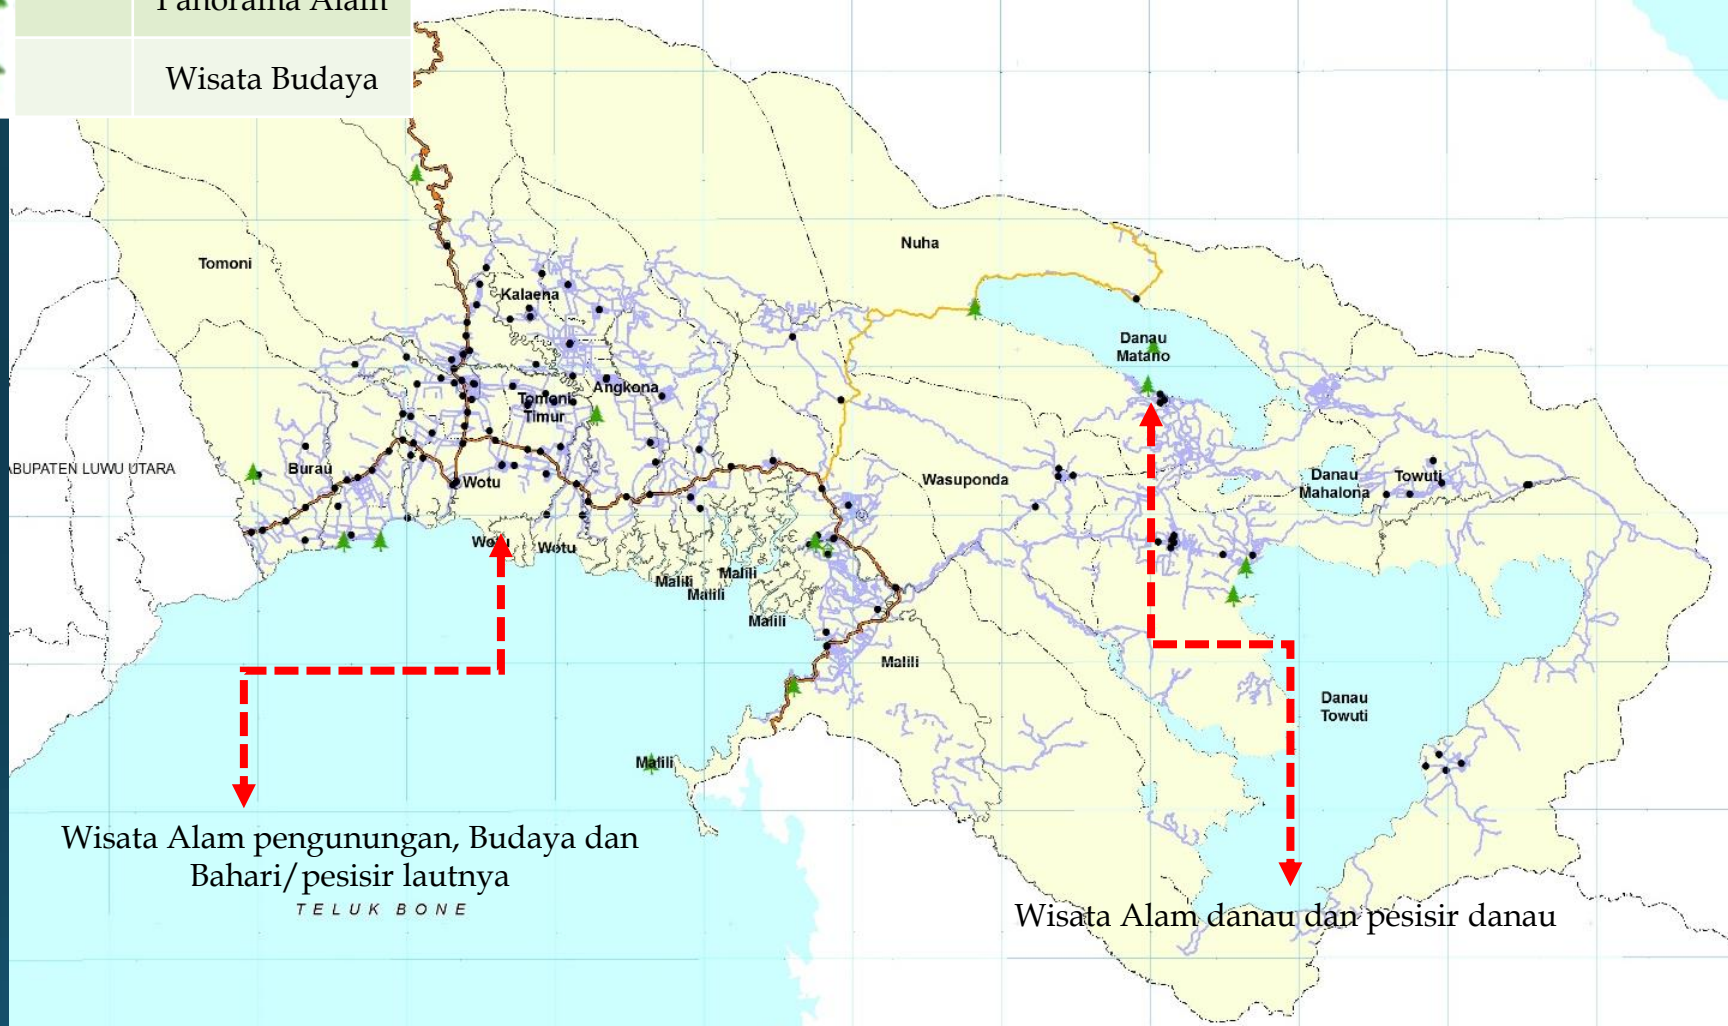 Panorama Alam
Wisata Budaya
Nuha
Tomoni
Kalaena
Danau
Matano
Angkona
Tomoni
Timur
ABUPATEN LUWU UTARA
Burau
Wotu
Wasuponda
Danau
Mahalona
Towuti
Wotu
Wotu
Malili
Malili
Malili
Malili
Malili
Danau
Towuti
Malili
Wisata Alam pengunungan, Budaya dan
Bahari/pesisir lautnya
TELUK BONE
Wisata Alam danau dan pesisir danau